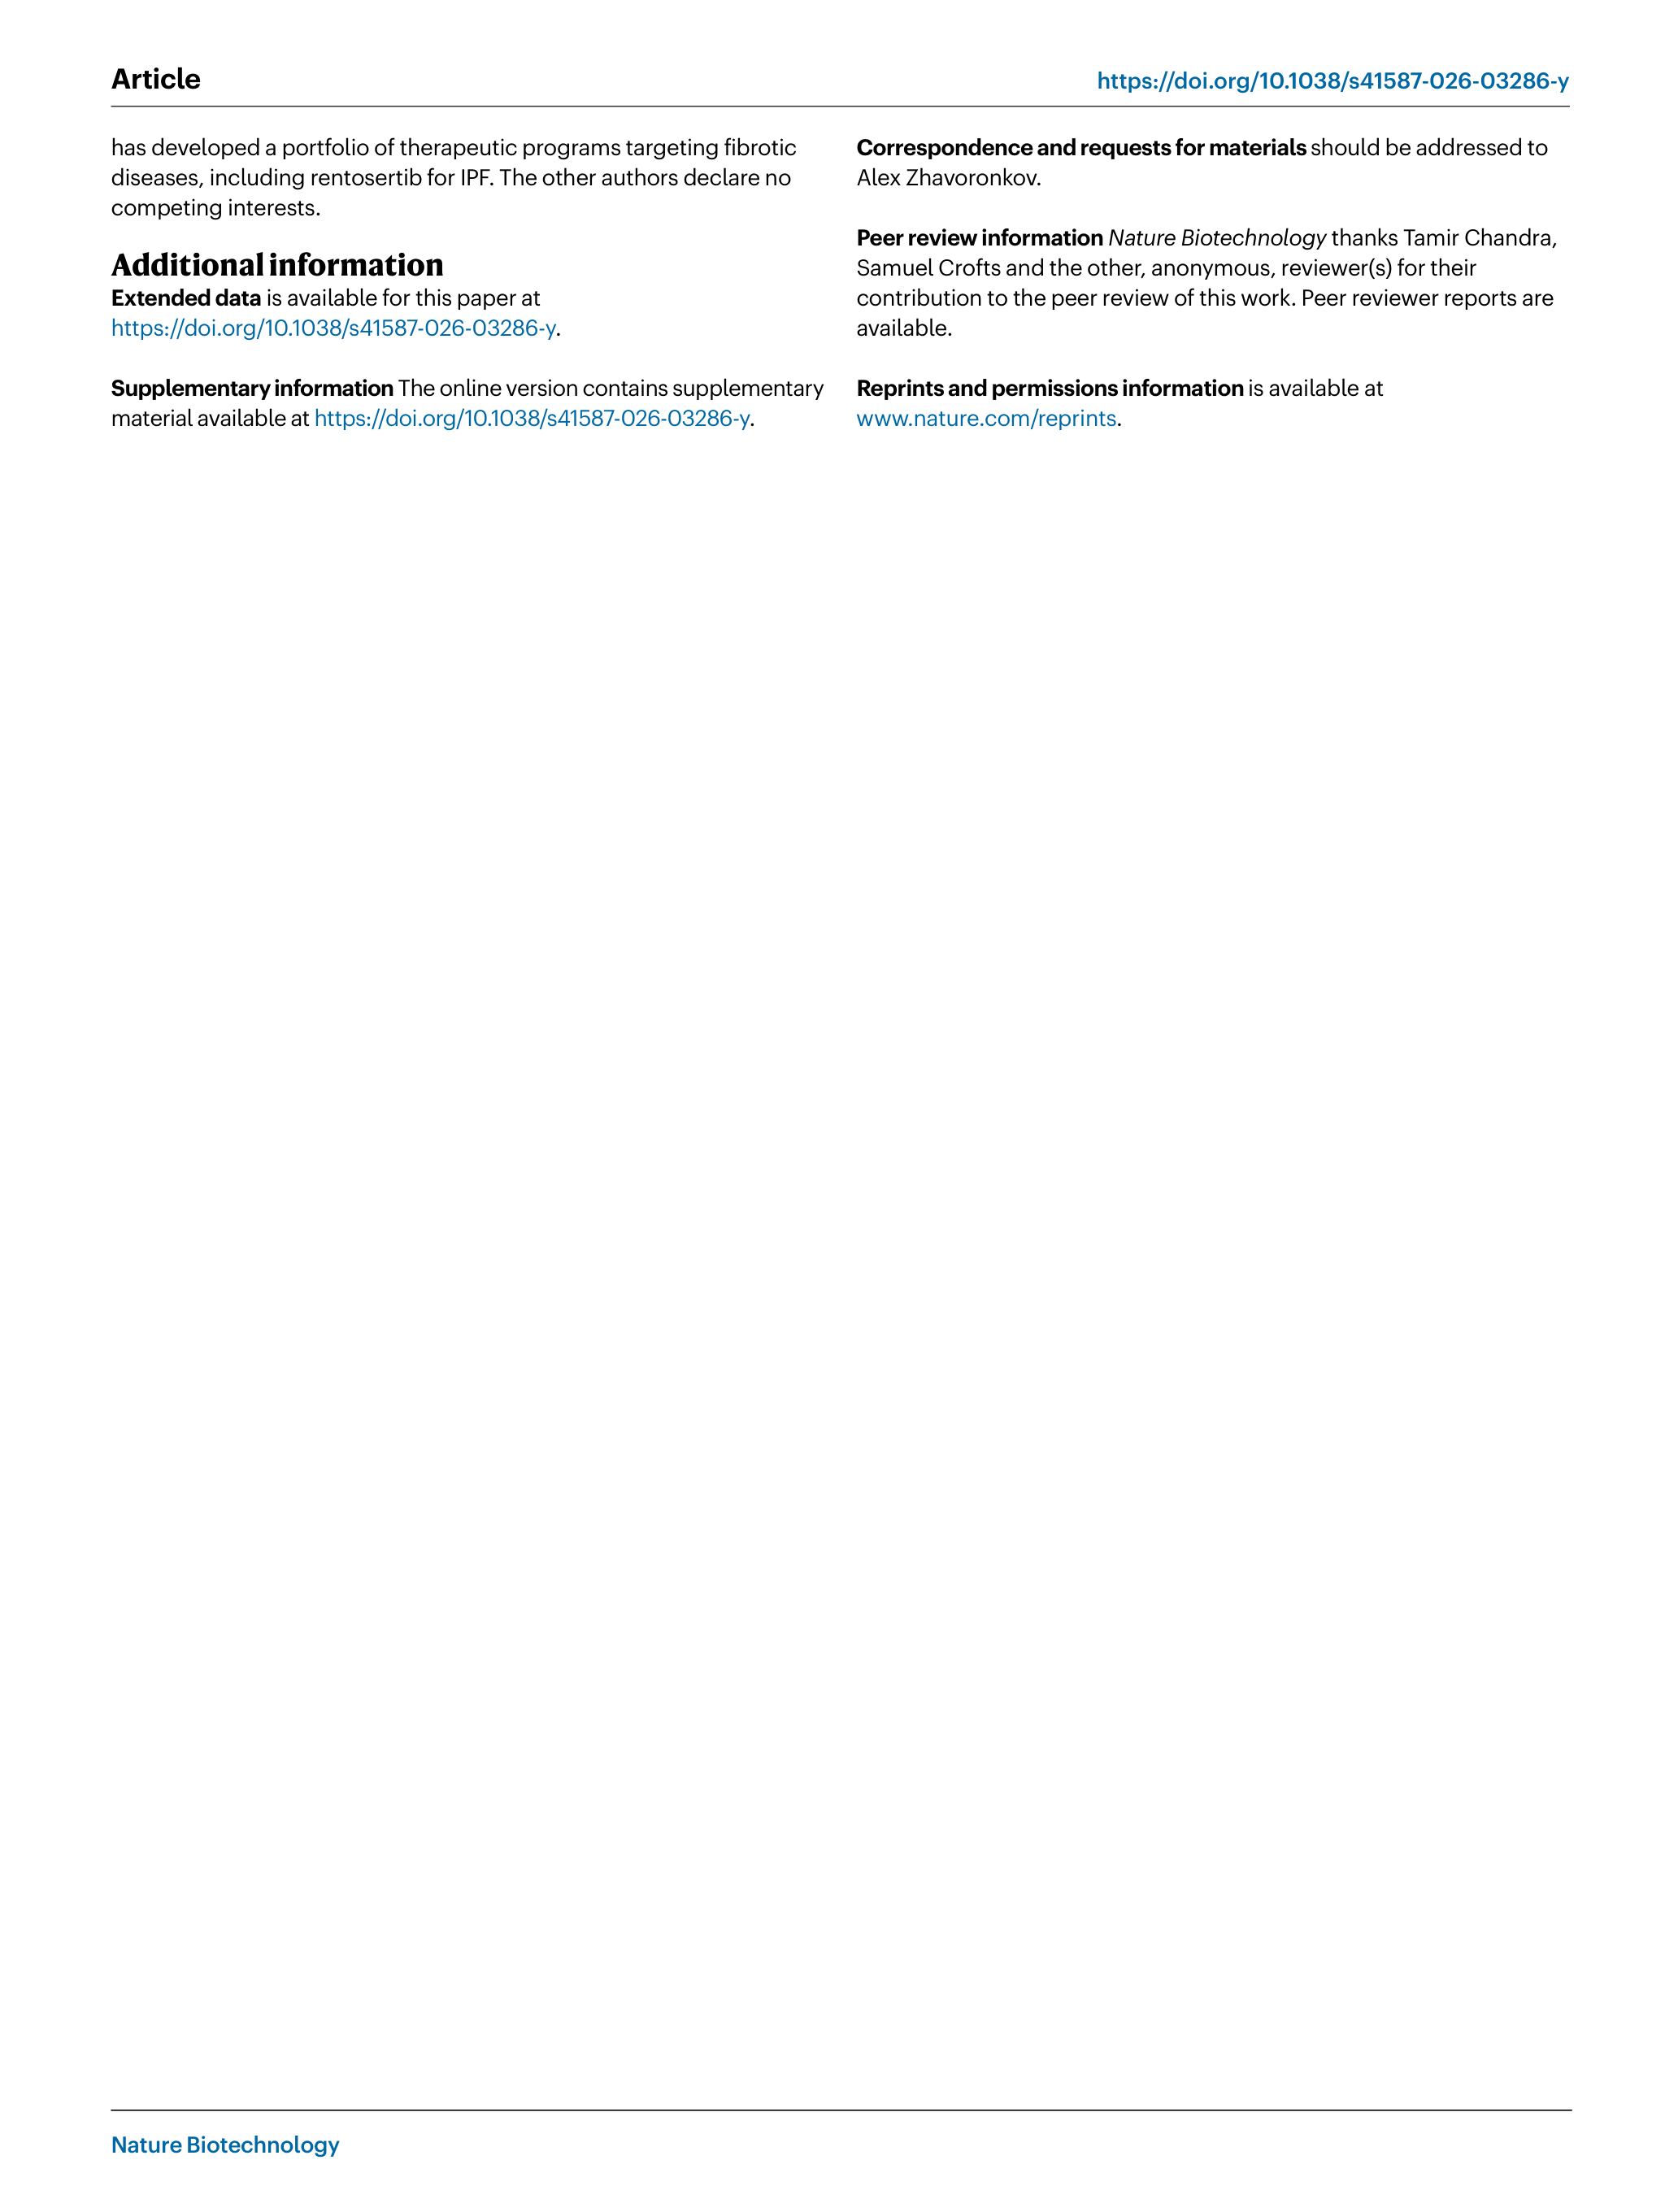 Article
https://doi.org/10.1038/s41587-026-03286-y
has developed a portfolio of therapeutic programs targeting fibrotic
diseases, including rentosertib for IPF. The other authors declare no
competing interests.
Additional information
Extended data is available for this paper at
https://doi.org/10.1038/s41587-026-03286-y.
Supplementary information The online version contains supplementary
material available at https://doi.org/10.1038/s41587-026-03286-y.
Correspondence and requests for materials should be addressed to
Alex Zhavoronkov.
Peer review information Nature Biotechnology thanks Tamir Chandra,
Samuel Crofts and the other, anonymous, reviewer(s) for their
contribution to the peer review of this work. Peer reviewer reports are
available.
Reprints and permissions information is available at
www.nature.com/reprints.
Nature Biotechnology